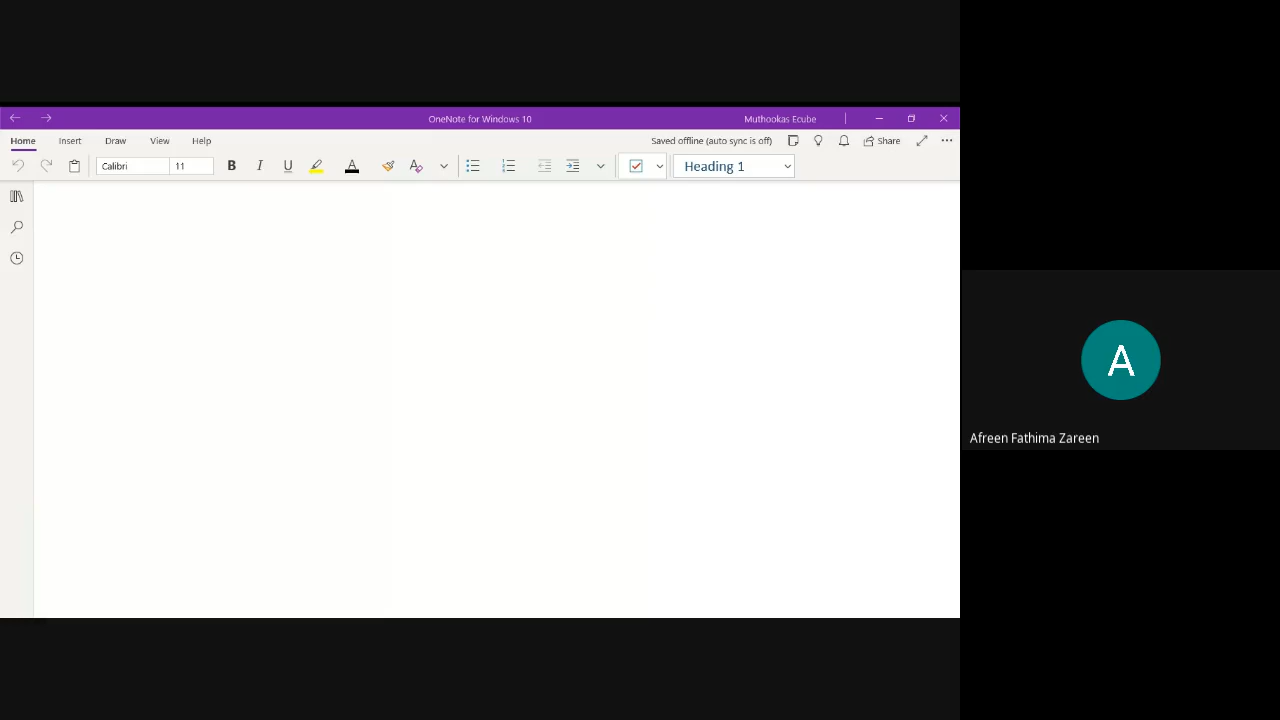 OneNote for Windows 10
Muthookas Ecube
Home Insert Draw View Help
Saved offline (auto sync is off)
Share
Calibri 11 B I U A A Heading 1
A
Afreen Fathima Zareen